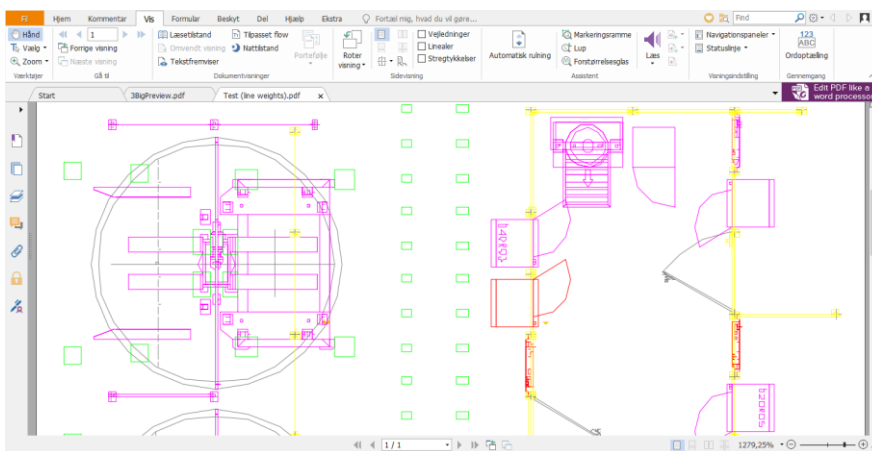 FI Hjem Kommentar Vis Formular Beskyt Del Hjælp Ekstra Fortæl mig, hvad du vil gøre... Find
Hånd 1 Læsetilstand Tilpasset flow Vejledninger Markeringsramme Navigationspaneler 123
Vælg Forrige visning Omvendt visning Nattilstand Portefølje Roter Linealer Automatisk rulning Lup Læs Statuslinje ABC
Zoom Næste visning Tekstfremviser visning Stregtykkelser Forstørrelsesglas Ordoptælling
Værktøjer Gå til Dokumentvisninger Sidevisning Assistent Visningsindstilling Gennemgang
Start 3BigPreview.pdf Test (line weights).pdf x Edit PDF like a
word processor
1 / 1 1279,25%